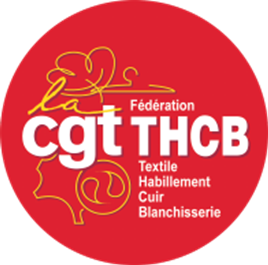 la
Fédération
cgt THCB
Textile
Habillement
Cuir
Blanchisserie